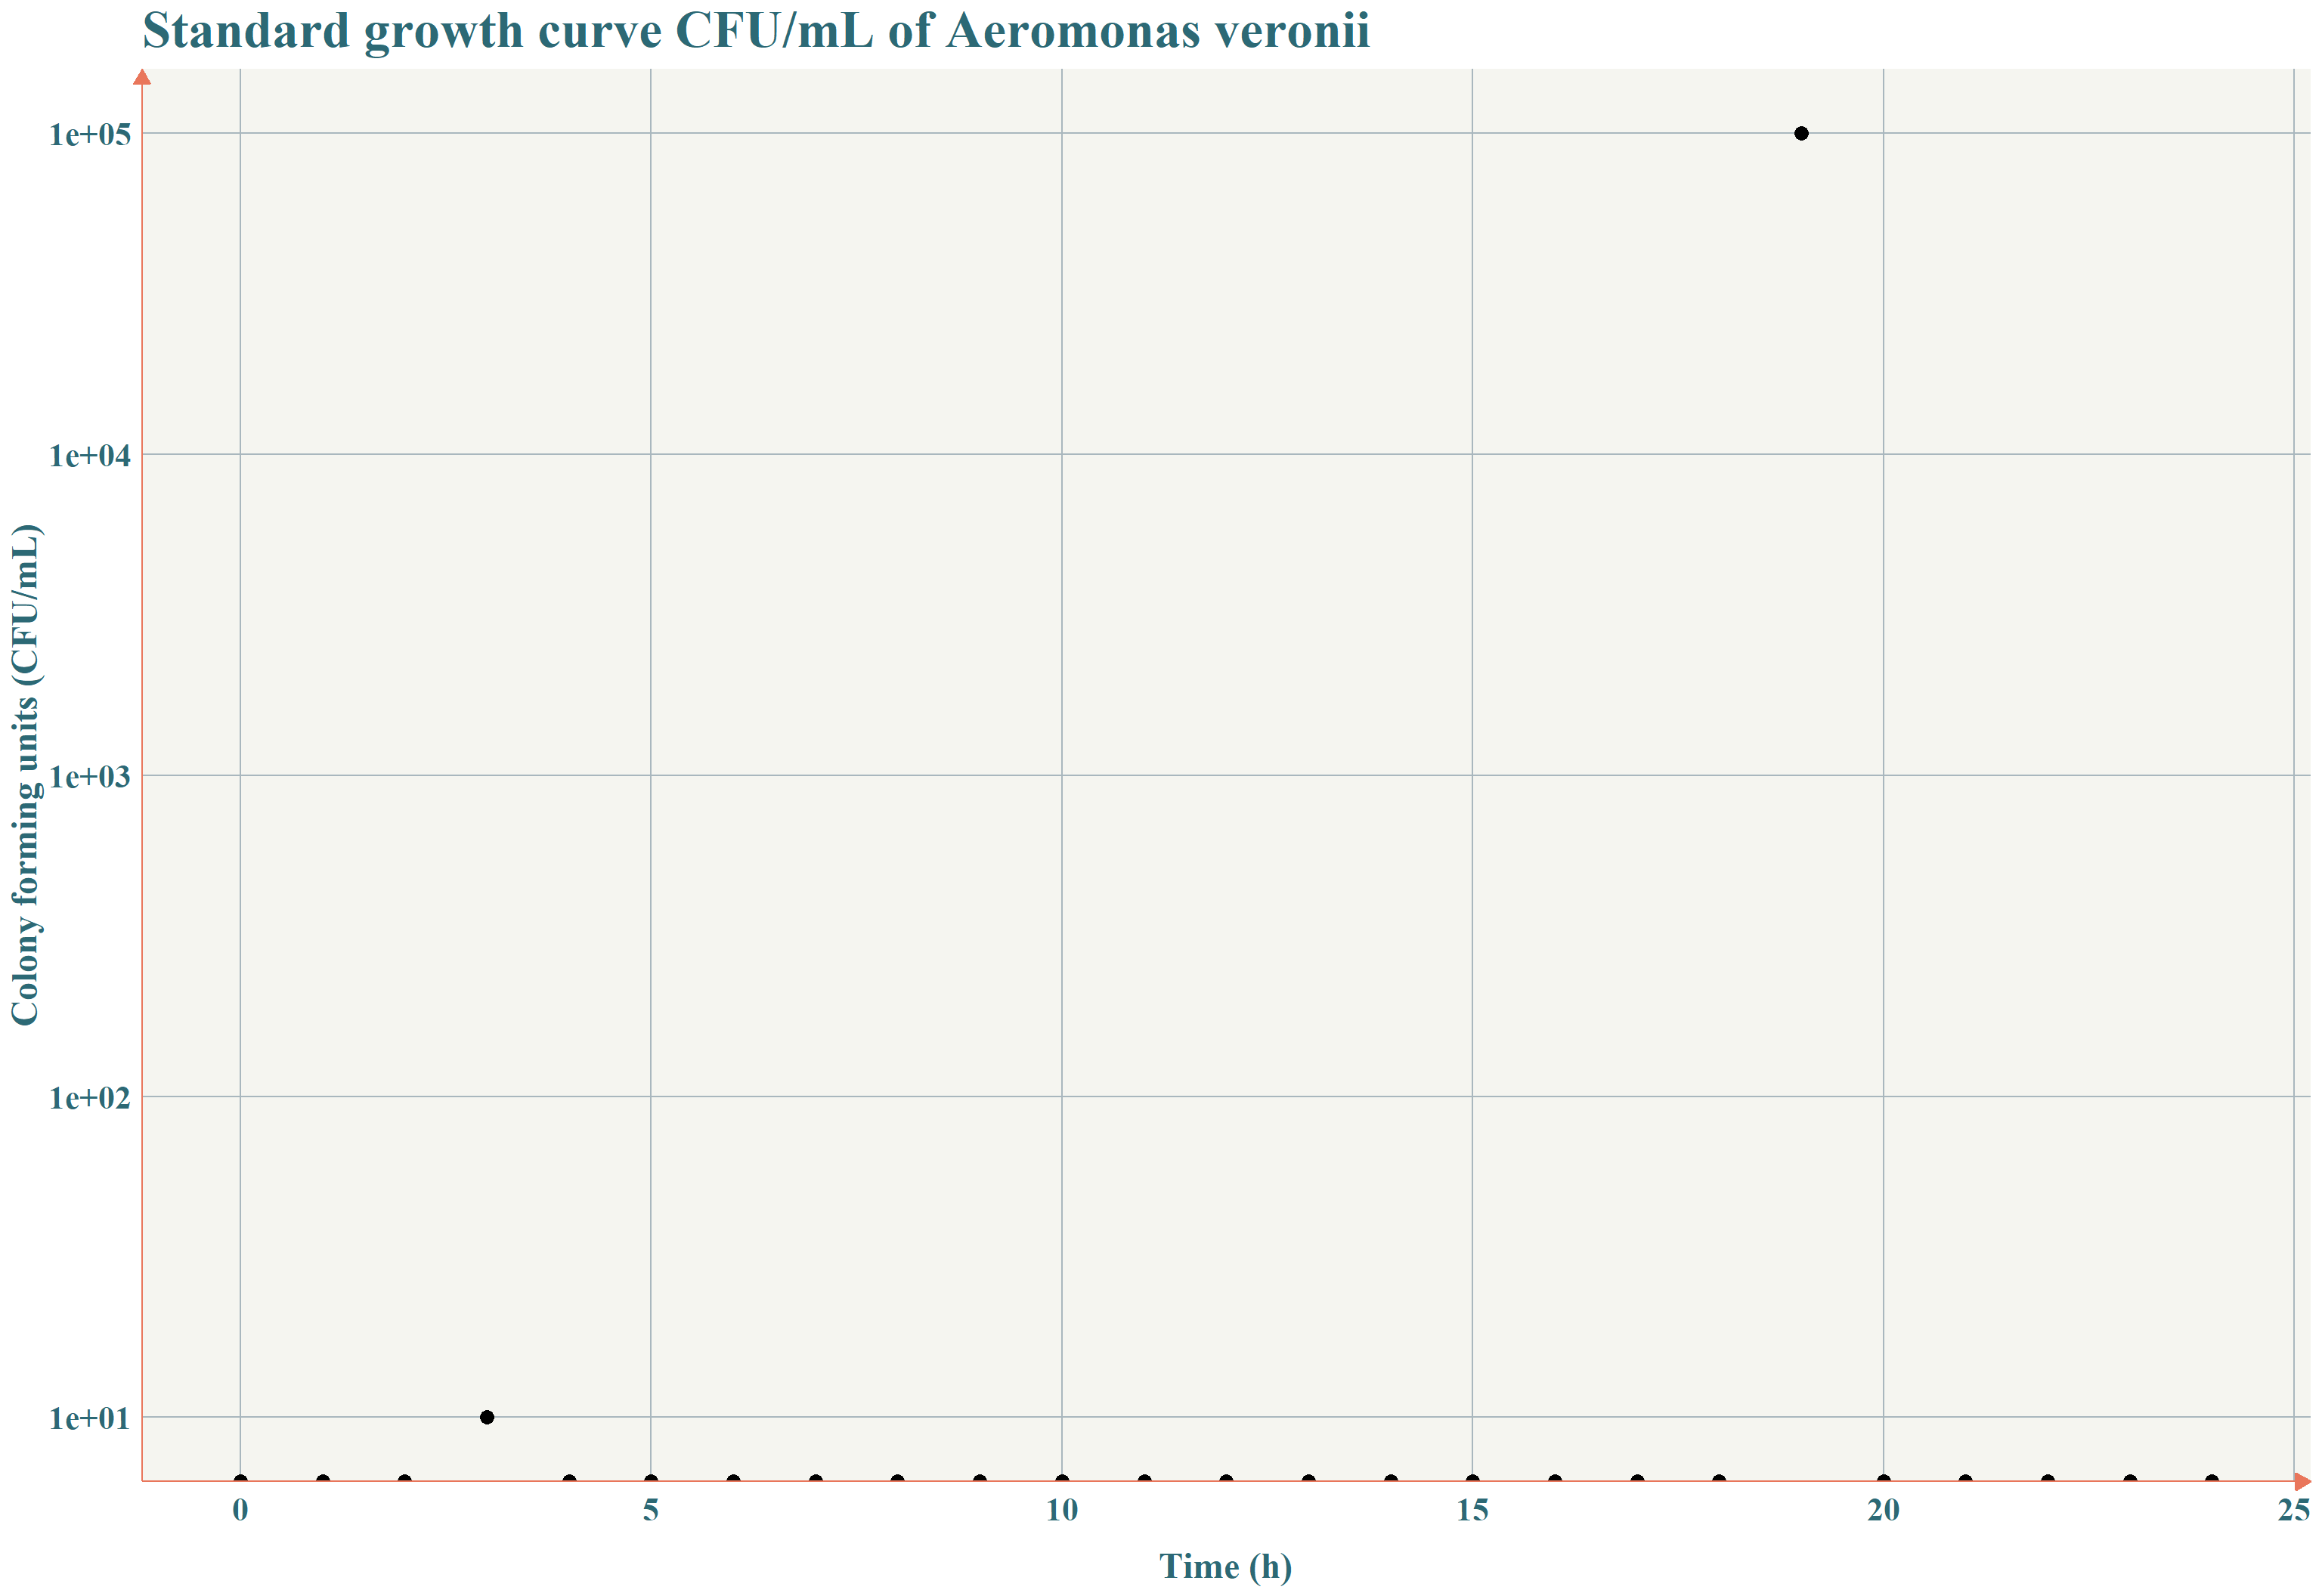 Standard growth curve CFU/mL of Aeromonas veronii
Colony forming units (CFU/mL)
1e+05
1e+04
1e+03
1e+02
1e+01
0 5 10 15 20 25
Time (h)